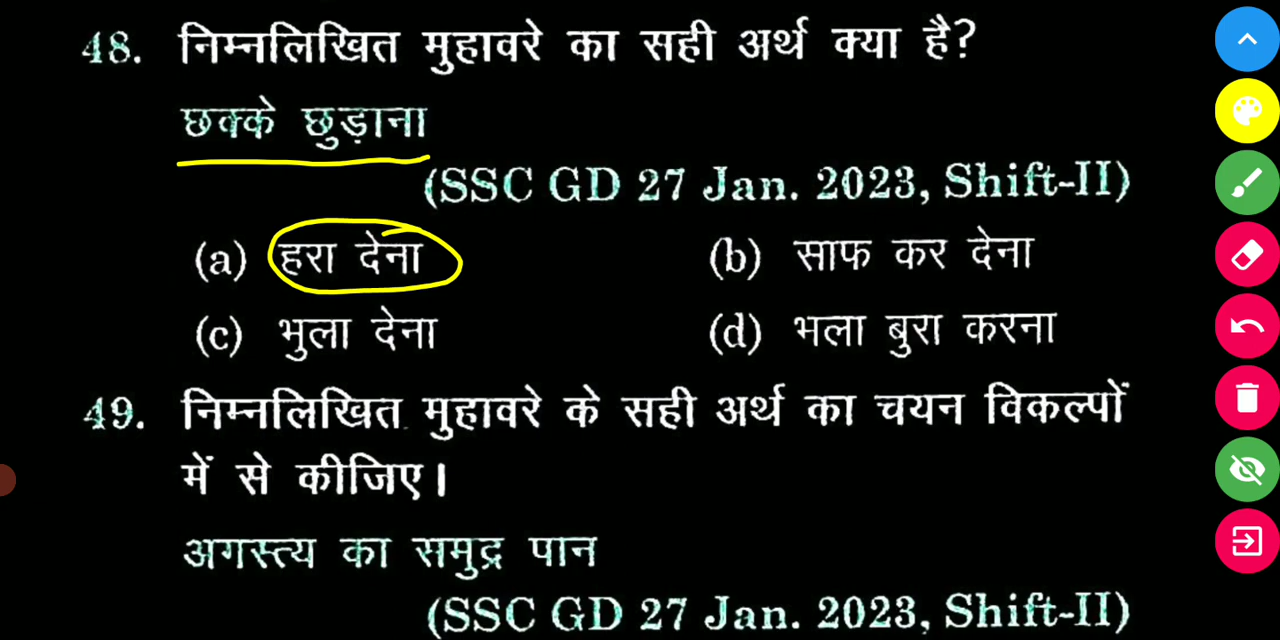 48. निम्नलिखित मुहावरे का सही अर्थ क्या है?
छक्के छुड़ाना
(SSC GD 27 Jan. 2023, Shift-II)
(a) हरा देना (b) साफ कर देना
(c) भुला देना (d) भला बुरा करना
49. निम्नलिखित मुहावरे के सही अर्थ का चयन विकल्पों
में से कीजिए।
अगस्त्य का समुद्र पान
(SSC GD 27 Jan. 2023, Shift-II)